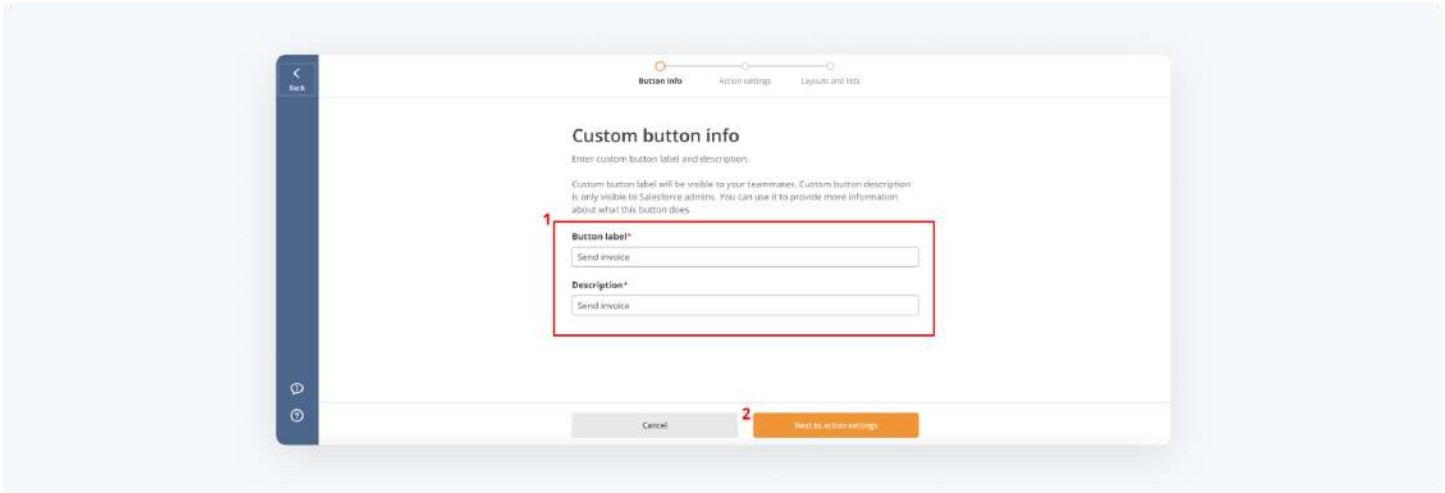 Back
Button info
Action settings
Layouts and lists
Custom button info
Enter custom button label and description.
Custom button label will be visible to your teammates. Custom button description
is only visible to Salesforce admins. You can use it to provide more information
about what this button does.
1
Button label*
Send invoice
Description*
Send invoice
Cancel
2
Next to action settings